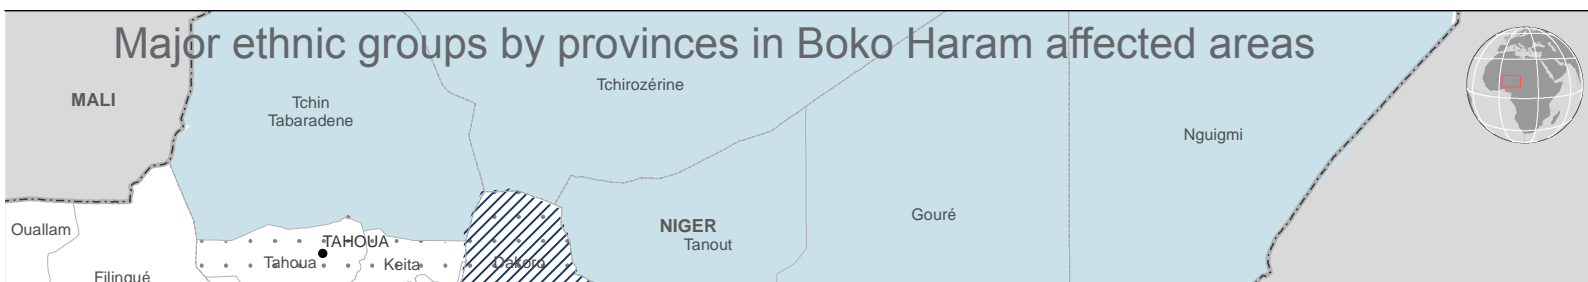 Major ethnic groups by provinces in Boko Haram affected areas
Tchirozérine
MALI
Tchin
Tabaradene
Nguigmi
Gouré
NIGER
Tanout
Ouallam
TAHOUA
Tahoua
Keita
Dakoro
Filingué